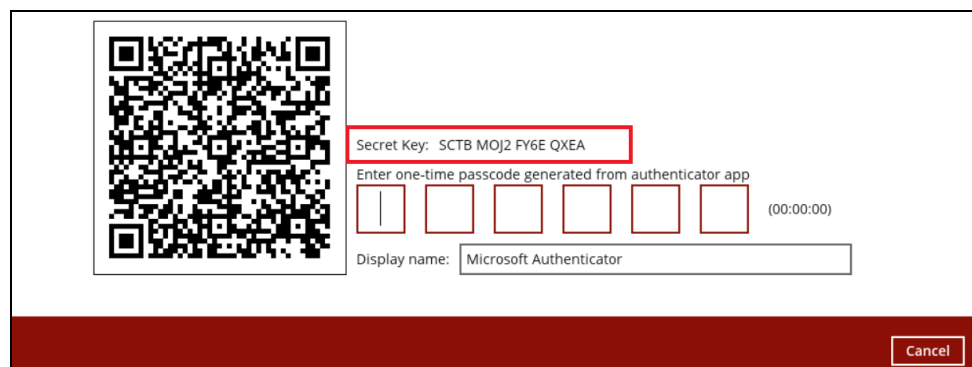 Secret Key: SCTB MOJ2 FY6E QXEA
Enter one-time passcode generated from authenticator app
(00:00:00)
Display name: Microsoft Authenticator
Cancel